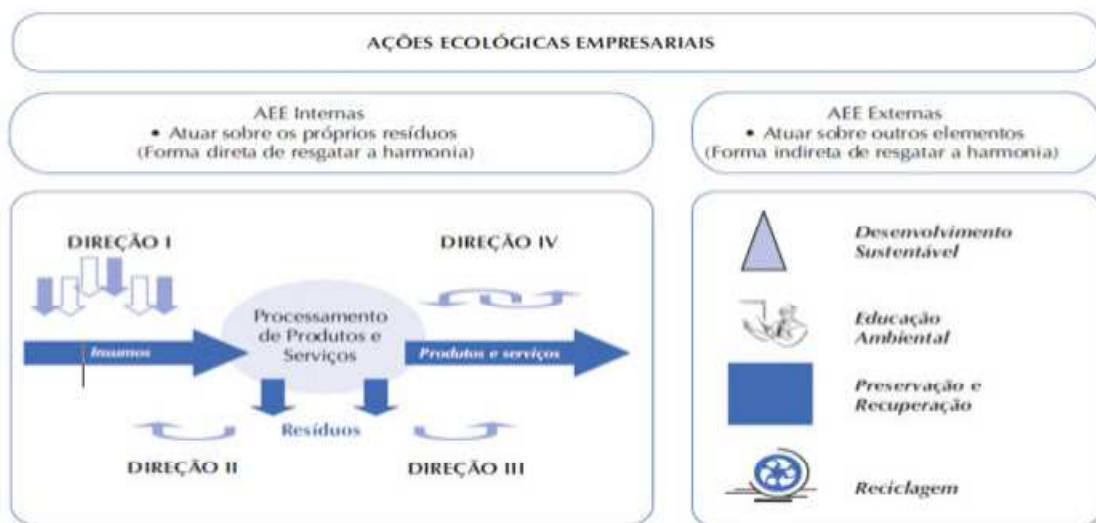 AÇÕES ECOLÓGICAS EMPRESARIAIS
AEE Internas
• Atuar sobre os próprios resíduos
(Forma direta de resgatar a harmonia)
AEE Externas
• Atuar sobre outros elementos
(Forma indireta de resgatar a harmonia)
DIREÇÃO I
DIREÇÃO IV
Processamento
de Produtos e
Serviços
Insumos
Produtos e serviços
Resíduos
DIREÇÃO II
DIREÇÃO III
Desenvolvimento
Sustentável
Educação
Ambiental
Preservação e
Recuperação
Reciclagem